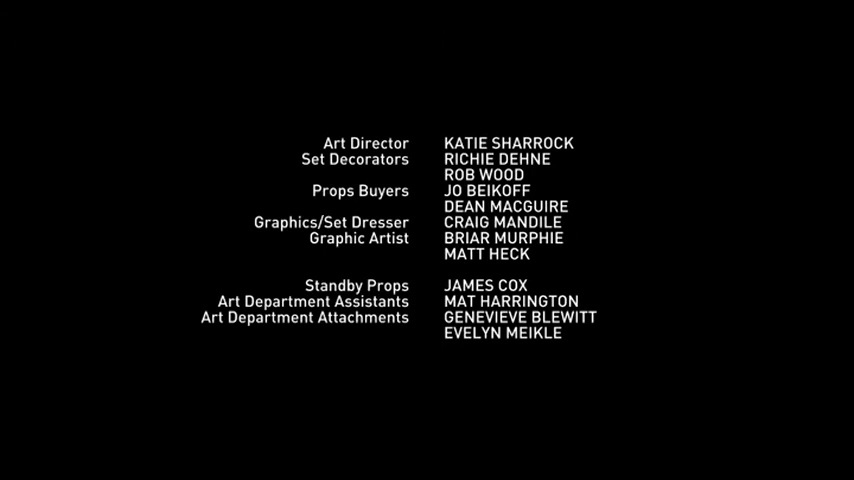 Art Director KATIE SHARROCK
Set Decorators RICHIE DEHNE
ROB WOOD
Props Buyers JO BEIKOFF
DEAN MACGUIRE
Graphics/Set Dresser CRAIG MANDILE
Graphic Artist BRIAR MURPHIE
MATT HECK
Standby Props JAMES COX
Art Department Assistants MAT HARRINGTON
Art Department Attachments GENEVIEVE BLEWITT
EVELYN MEIKLE